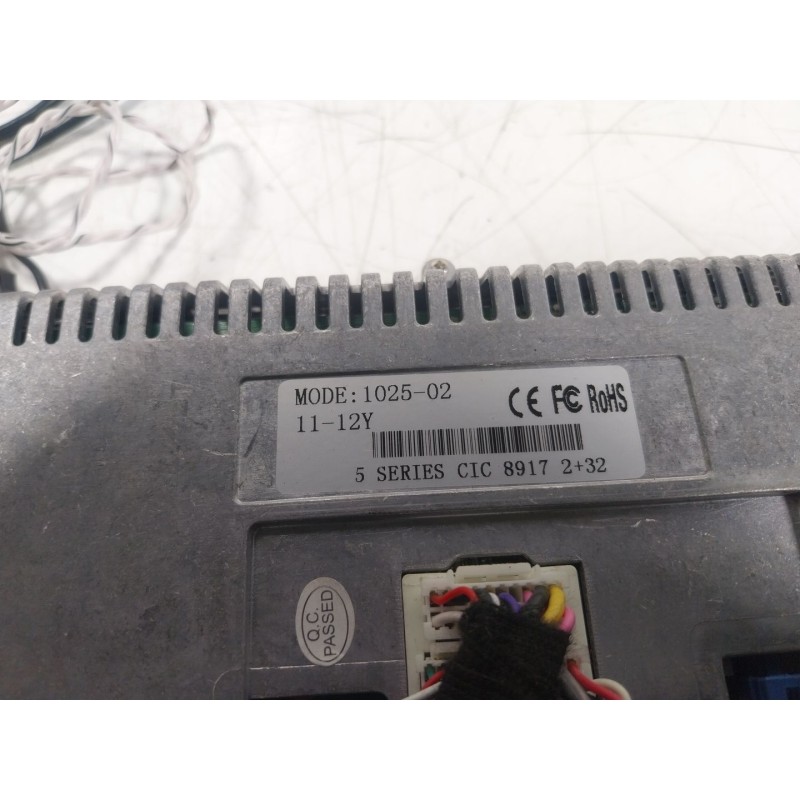 MODE:1025-02
11-12Y
CE FC RoHS
5 SERIES CIC 8917 2+32
Q.C.
PASSED